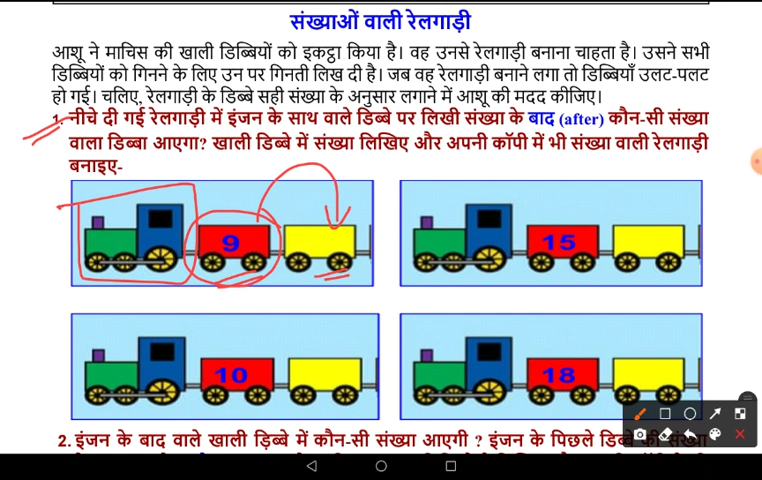 संख्याओं वाली रेलगाड़ी
आशू ने माचिस की खाली डिब्बियों को इकट्ठा किया है। वह उनसे रेलगाड़ी बनाना चाहता है। उसने सभी
डिब्बियों को गिनने के लिए उन पर गिनती लिख दी है। जब वह रेलगाड़ी बनाने लगा तो डिब्बियाँ उलट-पलट
हो गई। चलिए, रेलगाड़ी के डिब्बे सही संख्या के अनुसार लगाने में आशू की मदद कीजिए।
1. नीचे दी गई रेलगाड़ी में इंजन के साथ वाले डिब्बे पर लिखी संख्या के बाद (after) कौन-सी संख्या
वाला डिब्बा आएगा? खाली डिब्बे में संख्या लिखिए और अपनी कॉपी में भी संख्या वाली रेलगाड़ी
बनाइए-
9
15
10
18
2. इंजन के बाद वाले खाली ड़िब्बे में कौन-सी संख्या आएगी ? इंजन के पिछले डिब्बे की संख्या